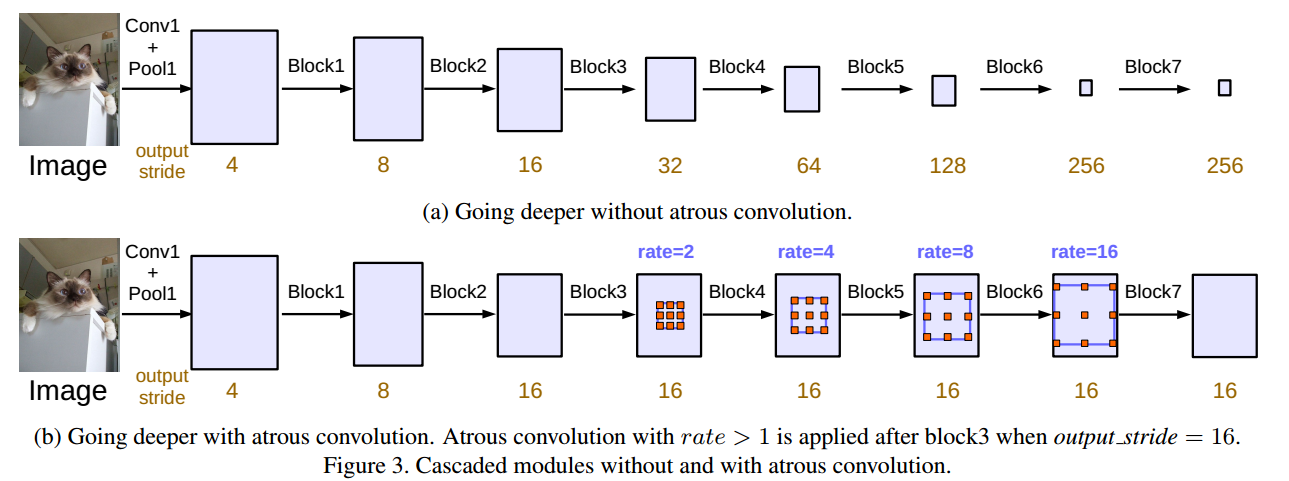 Conv1
+
Pool1
Block1
Block2
Block3
Block4
Block5
Block6
Block7
Image
output
stride
4
8
16
32
64
128
256
256
(a) Going deeper without atrous convolution.
rate=2
rate=4
rate=8
rate=16
Conv1
+
Pool1
Block1
Block2
Block3
Block4
Block5
Block6
Block7
Image
output
stride
4
8
16
16
16
16
16
16
(b) Going deeper with atrous convolution. Atrous convolution with rate > 1 is applied after block3 when output_stride = 16.
Figure 3. Cascaded modules without and with atrous convolution.